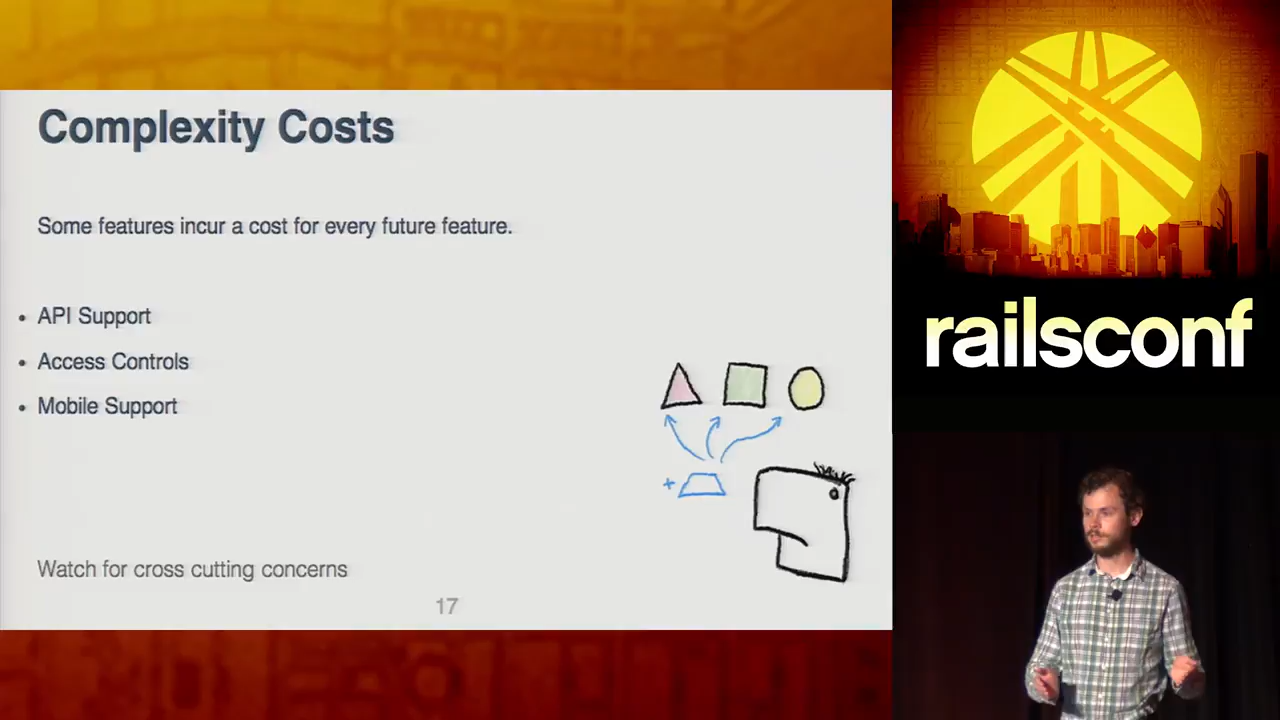 Complexity Costs
Some features incur a cost for every future feature.
• API Support
• Access Controls
• Mobile Support
+
Watch for cross cutting concerns
17
railsconf